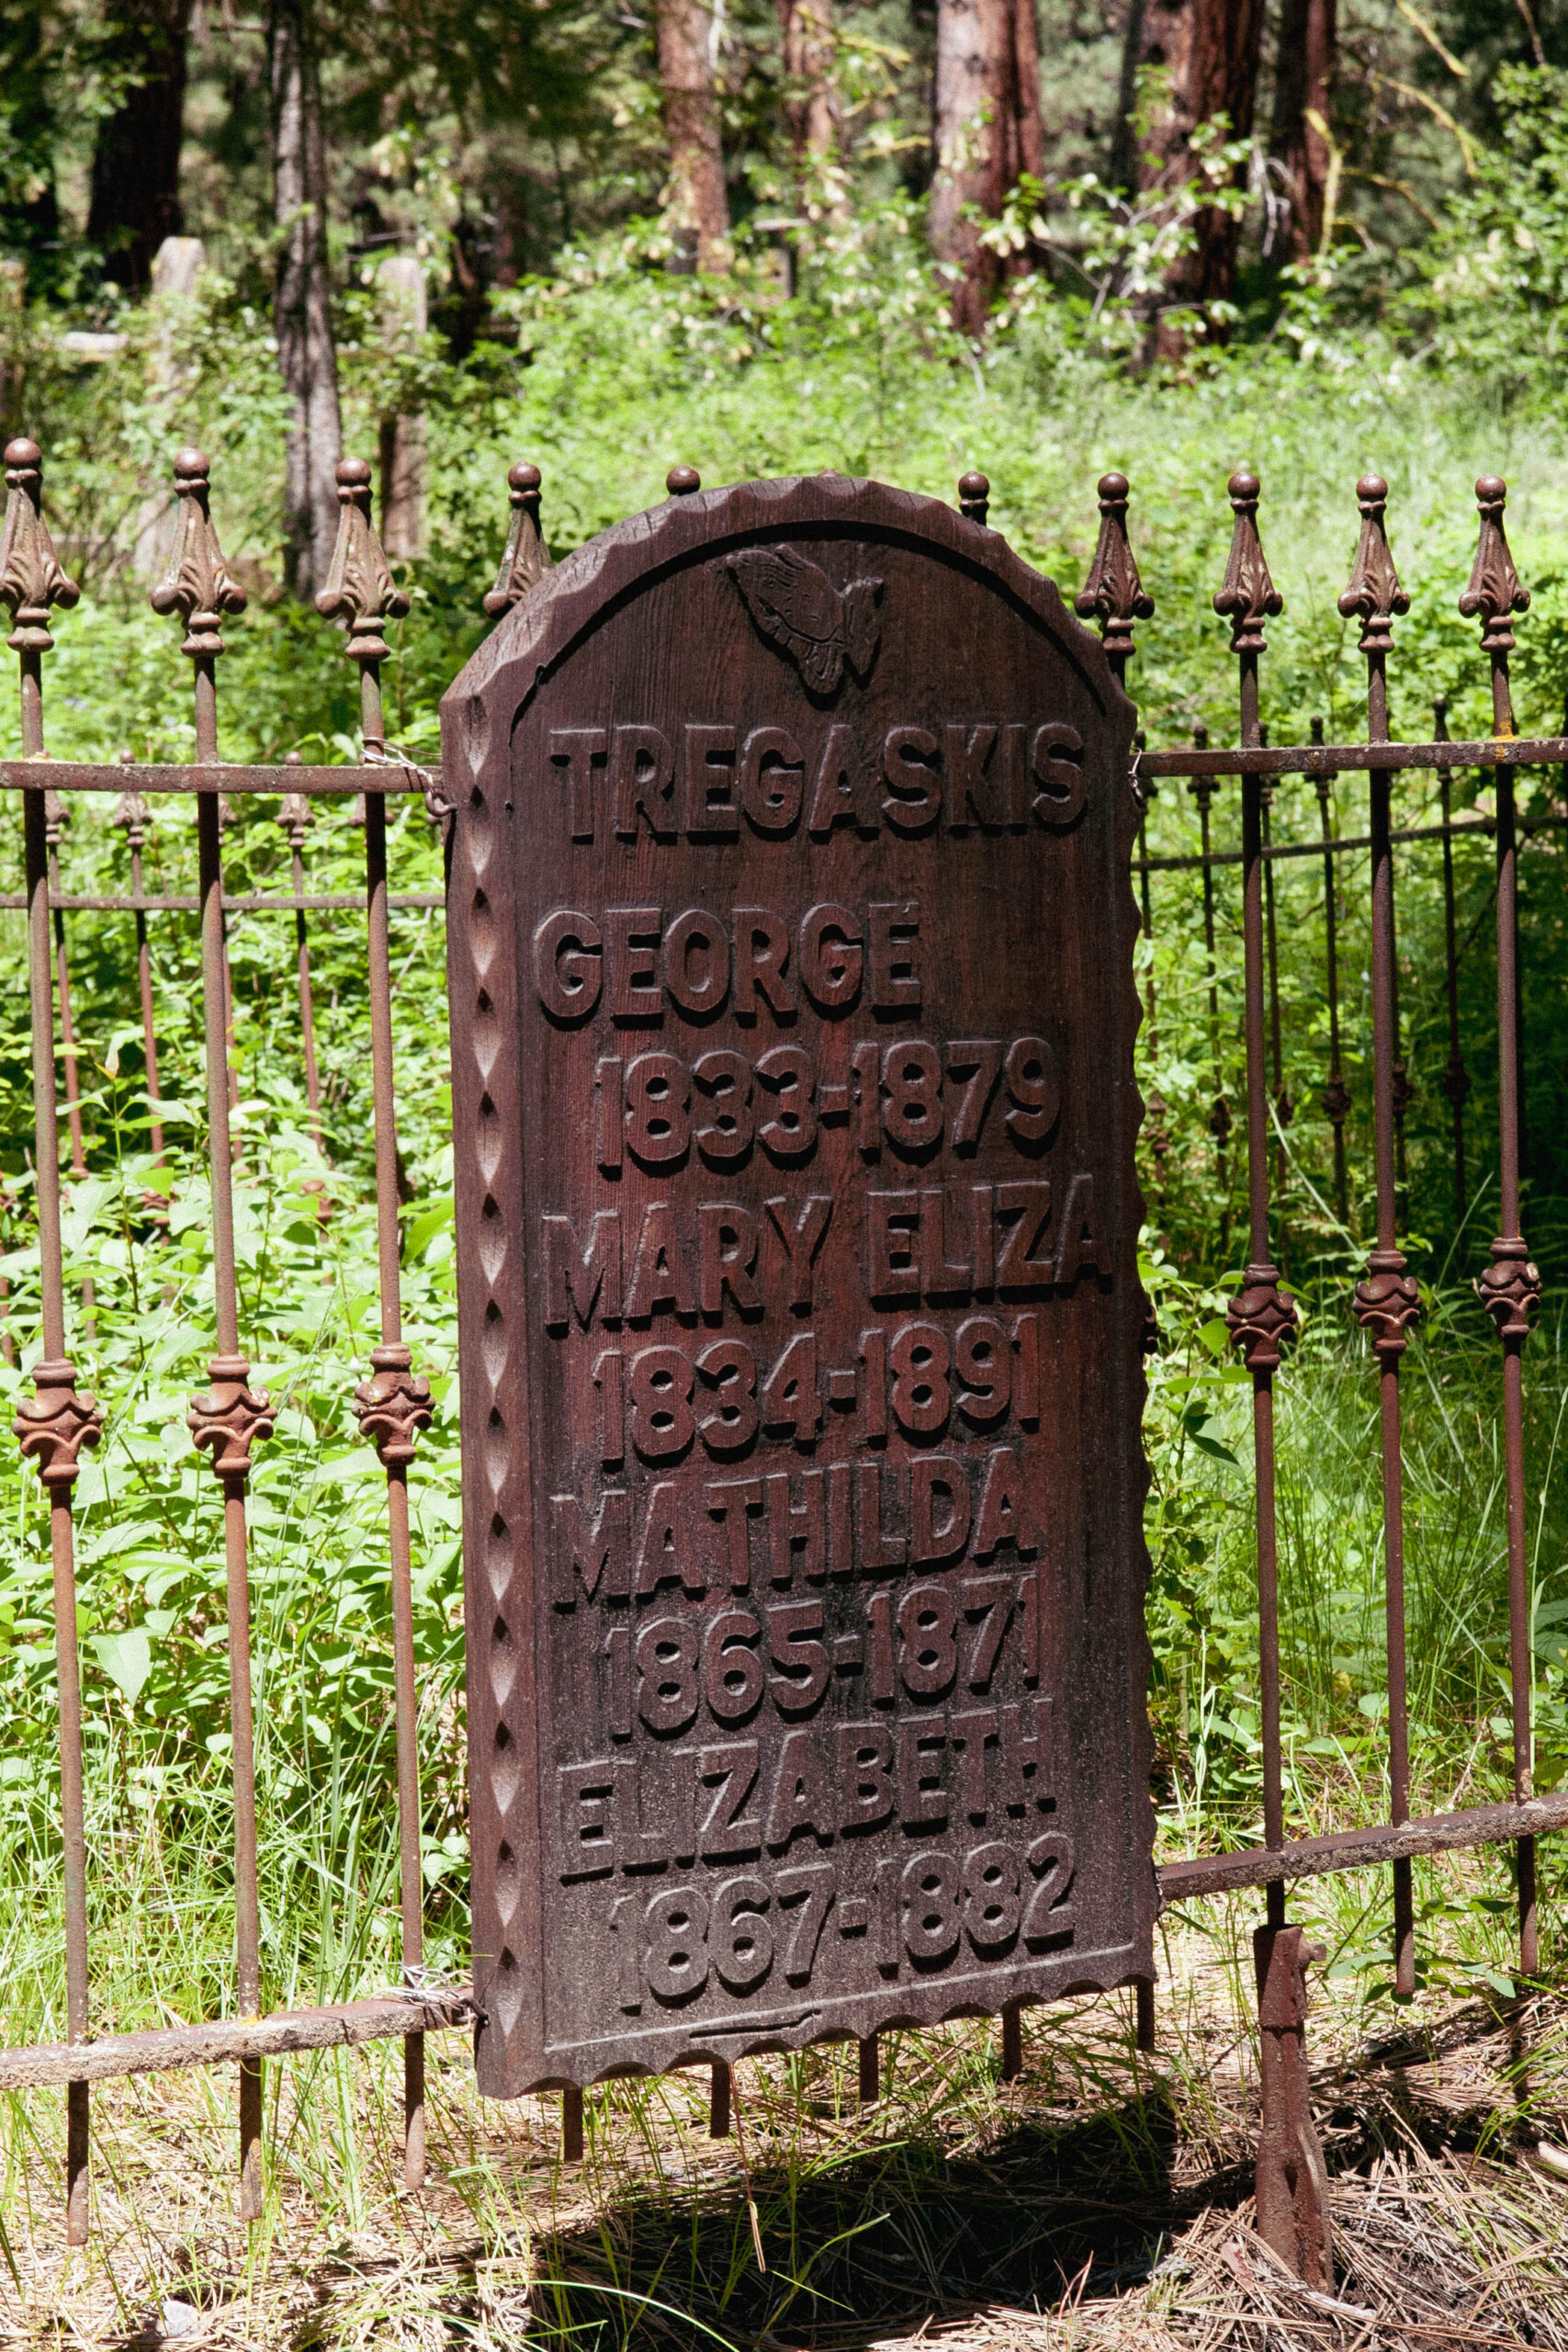 TREGASKIS
GEORGE
1833-1879
MARY ELIZA
1834-1891
MATHILDA
1865-1871
ELIZABETH
1867-1882